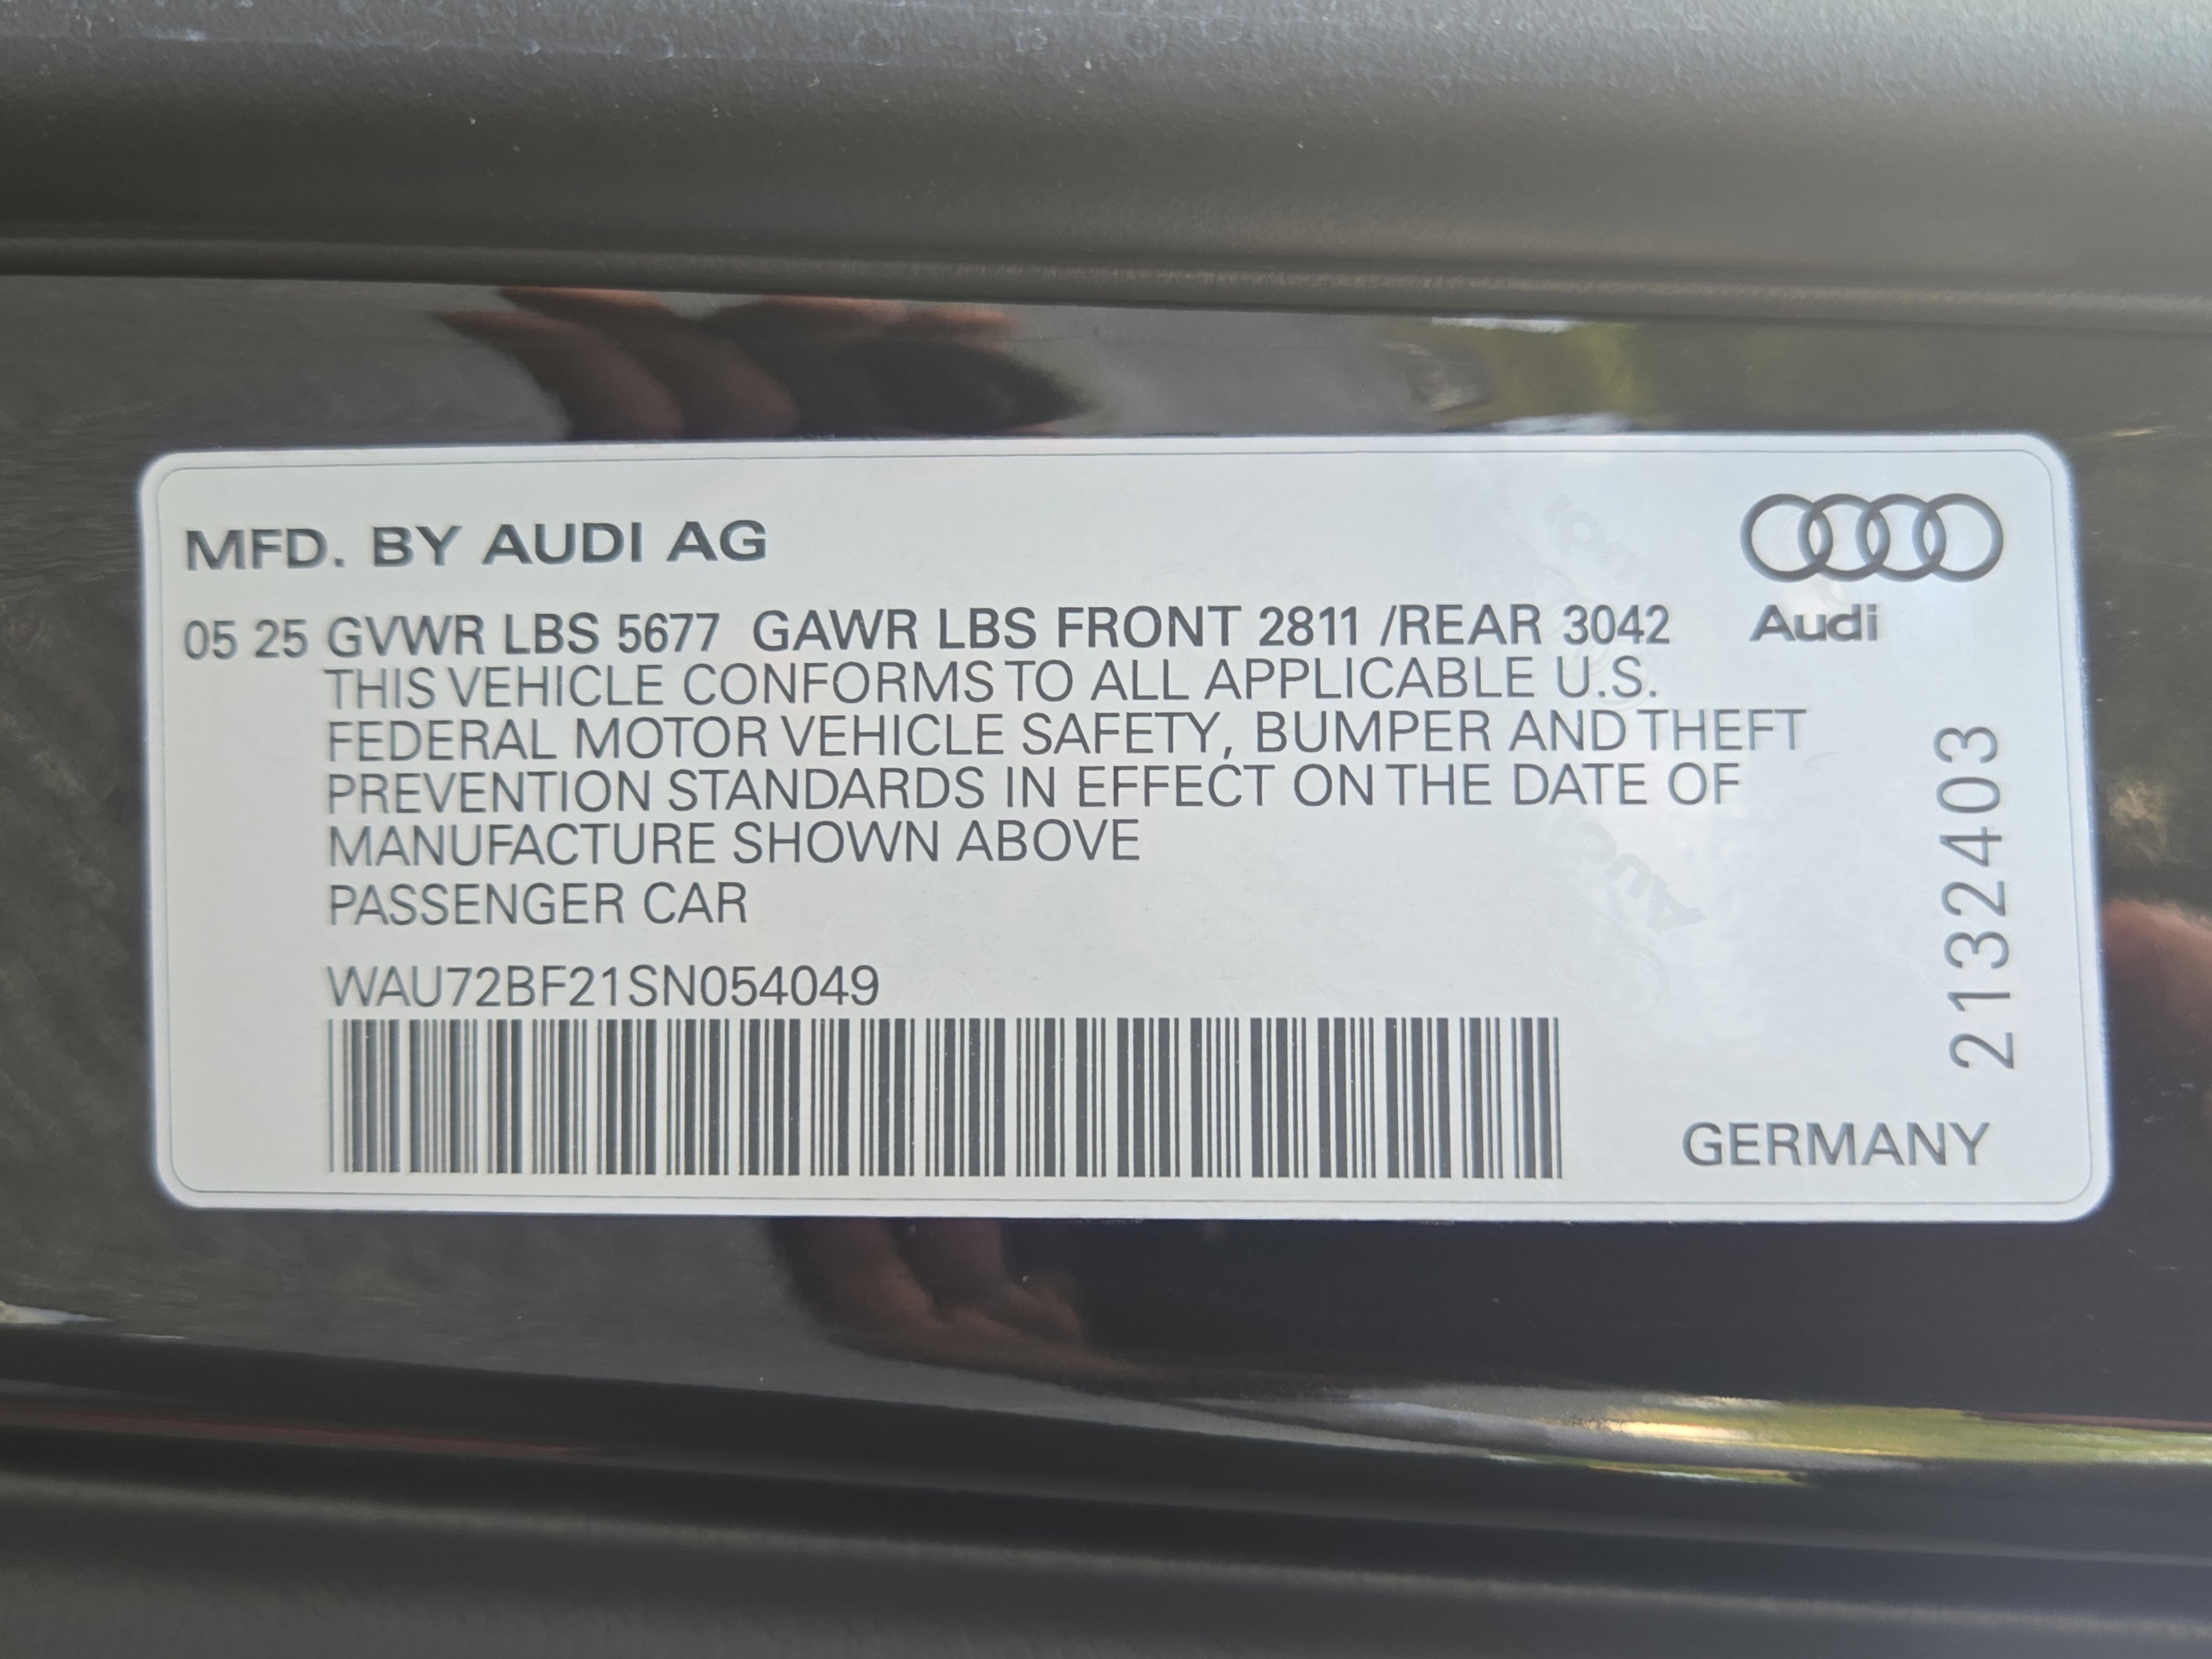 MFD. BY AUDI AG
05 25 GVWR LBS 5677 GAWR LBS FRONT 2811 /REAR 3042
Audi
THIS VEHICLE CONFORMS TO ALL APPLICABLE U.S.
FEDERAL MOTOR VEHICLE SAFETY, BUMPER AND THEFT
PREVENTION STANDARDS IN EFFECT ON THE DATE OF
MANUFACTURE SHOWN ABOVE
PASSENGER CAR
WAU72BF21SN054049
2132403
GERMANY